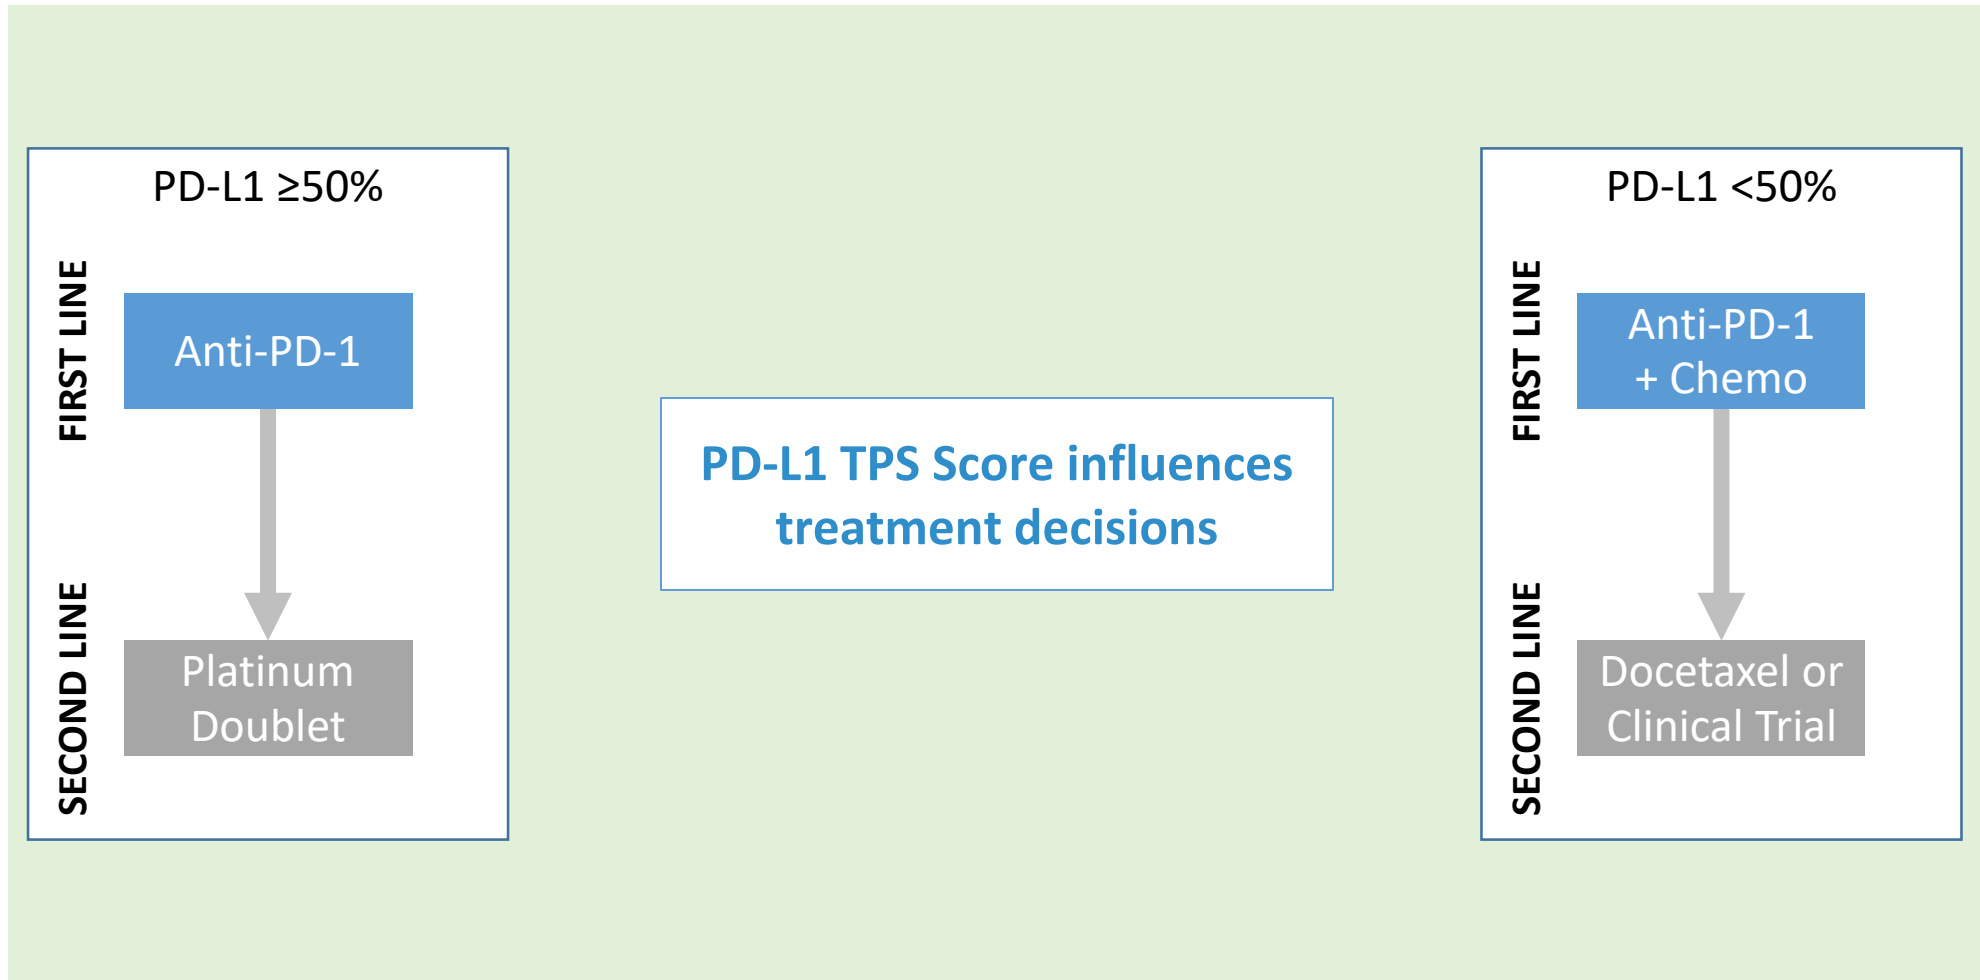 PD-L1 ≥50%
FIRST LINE
Anti-PD-1
SECOND LINE
Platinum
Doublet
PD-L1 TPS Score influences
treatment decisions
PD-L1 <50%
FIRST LINE
Anti-PD-1
+ Chemo
SECOND LINE
Docetaxel or
Clinical Trial